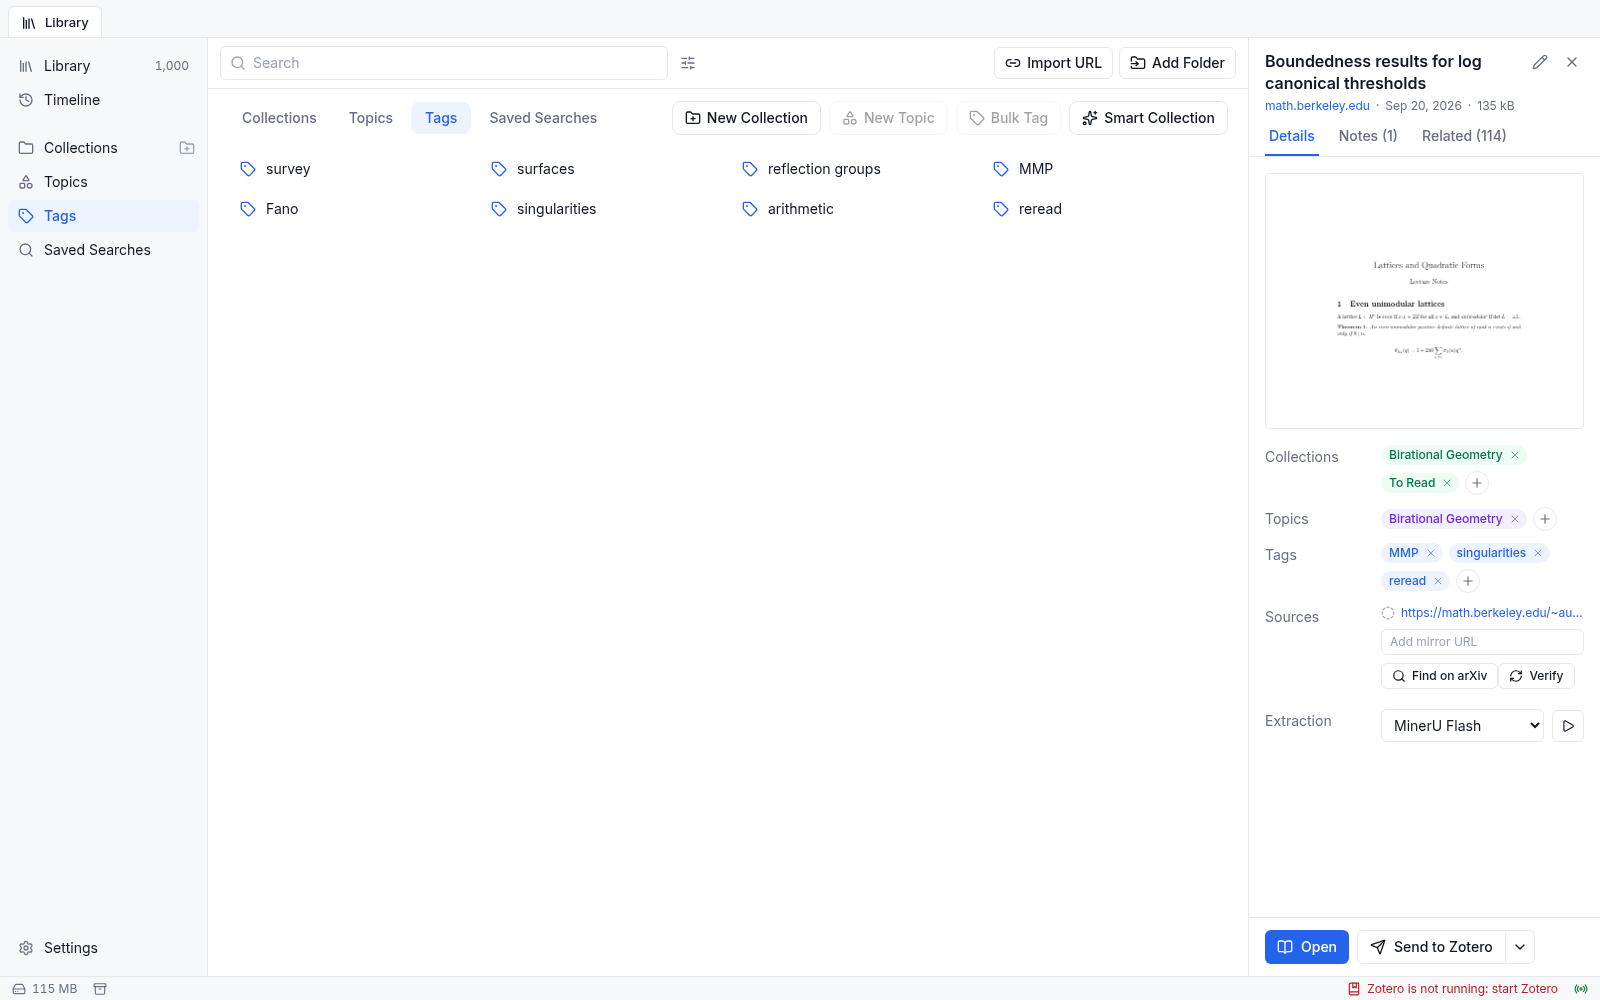 Library
Library 1,000
Timeline
Collections
Topics
Tags
Saved Searches
Settings
Search
Import URL
Add Folder
Collections Topics Tags Saved Searches
New Collection New Topic Bulk Tag Smart Collection
survey surfaces reflection groups MMP
Fano singularities arithmetic reread
Boundedness results for log
canonical thresholds
math.berkeley.edu · Sep 20, 2026 · 135 kB
Details Notes (1) Related (114)
Lattices and Quadratic Forms
Lecture Notes
1 Even unimodular lattices
Collections Birational Geometry
To Read
Topics Birational Geometry
Tags MMP singularities
reread
Sources https://math.berkeley.edu/~au...
Add mirror URL
Find on arXiv Verify
Extraction MinerU Flash
Open Send to Zotero
115 MB
Zotero is not running: start Zotero